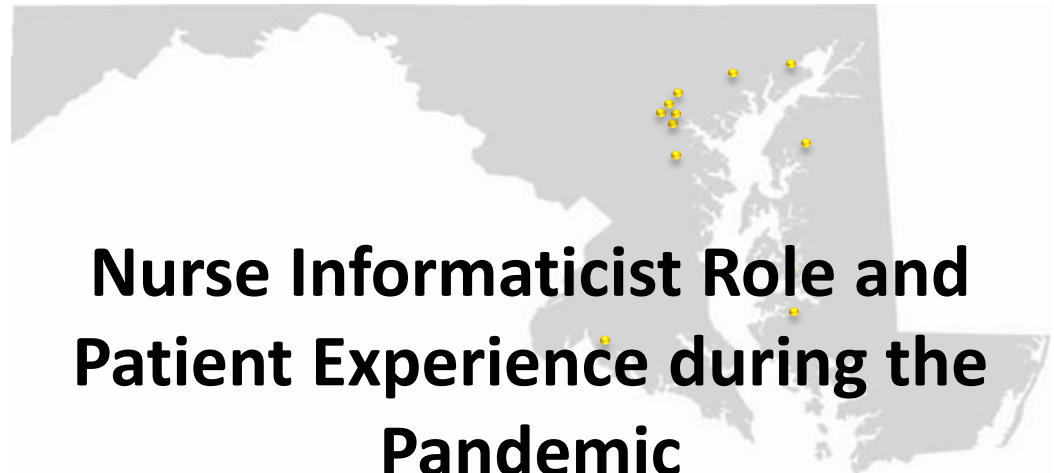 Nurse Informaticist Role and
Patient Experience during the
Pandemic